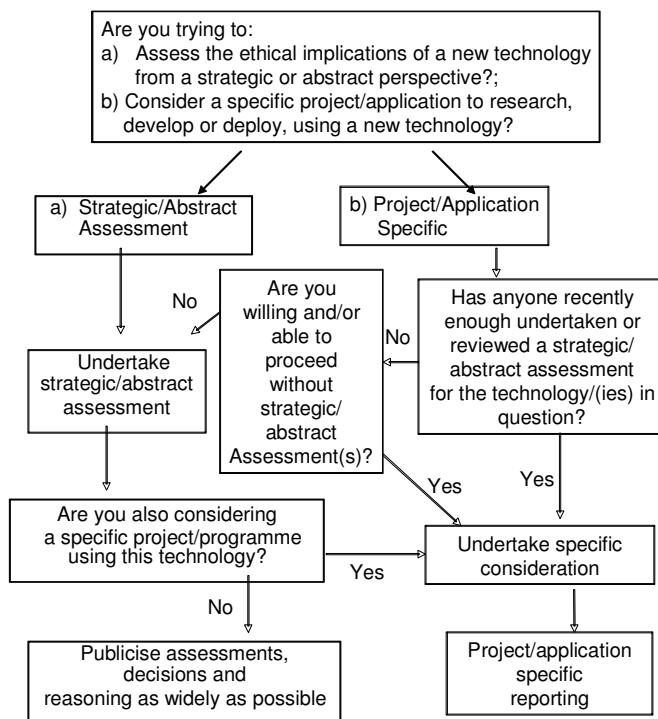 Are you trying to:
a) Assess the ethical implications of a new technology
from a strategic or abstract perspective?;
b) Consider a specific project/application to research,
develop or deploy, using a new technology?
a) Strategic/Abstract
Assessment
b) Project/Application
Specific
No
Are you
willing and/or
able to
proceed
without
strategic/
abstract
Assessment(s)?
No
Has anyone recently
enough undertaken or
reviewed a strategic/
abstract assessment
for the technology/(ies) in
question?
Undertake
strategic/abstract
assessment
Yes
Yes
Are you also considering
a specific project/programme
using this technology?
Yes
Undertake specific
consideration
No
Publicise assessments,
decisions and
reasoning as widely as possible
Project/application
specific
reporting